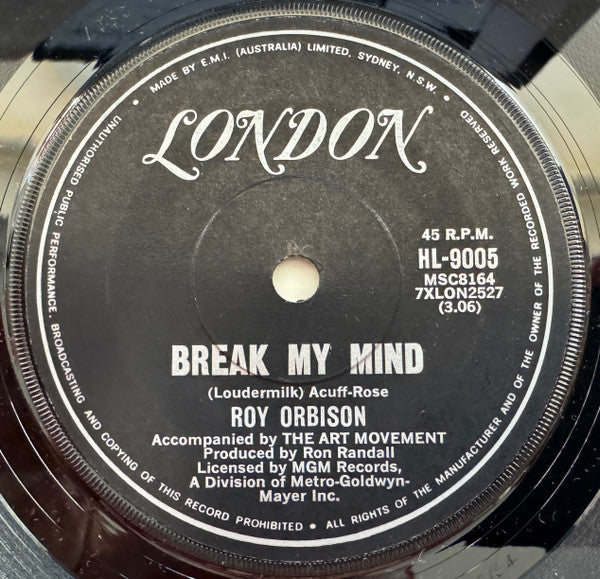 • MADE BY E.M.I. (AUSTRALIA) LIMITED, SYDNEY, N.S.W. •
LONDON
45 R.P.M.
HL-9005
MSC8164
7XLON2527
(3.06)
BREAK MY MIND
(Loudermilk) Acuff-Rose
ROY ORBISON
Accompanied by THE ART MOVEMENT
Produced by Ron Randall
Licensed by MGM Records,
A Division of Metro-Goldwyn-
Mayer Inc.
UNAUTHORISED PUBLIC PERFORMANCE, BROADCASTING AND COPYING OF THIS RECORD PROHIBITED • ALL RIGHTS OF THE MANUFACTURER AND OF THE OWNER OF THE RECORDED WORK RESERVED